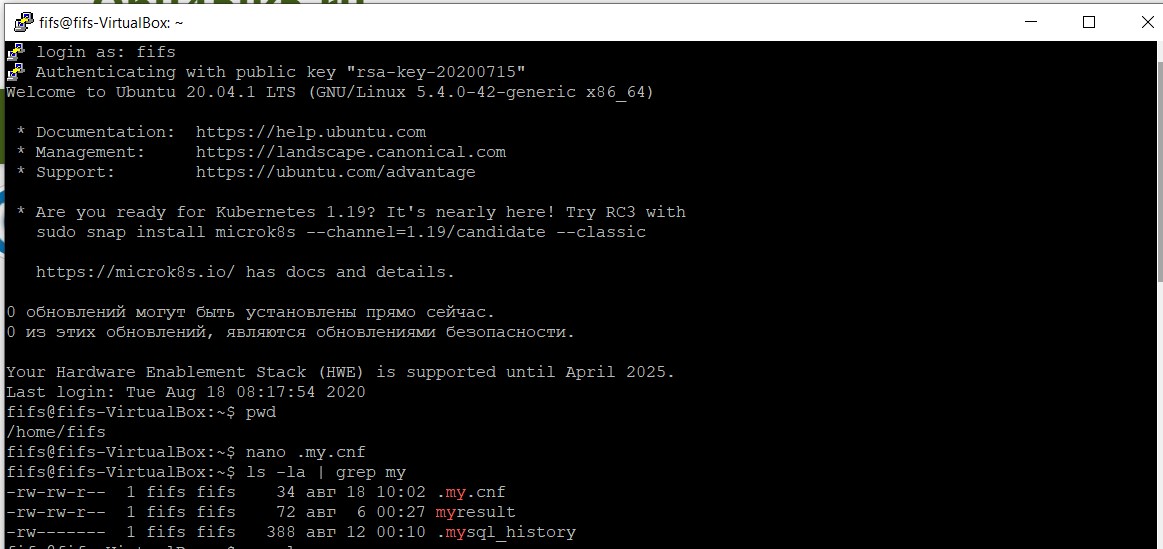 fifs@fifs-VirtualBox: ~
login as: fifs
Authenticating with public key "rsa-key-20200715"
Welcome to Ubuntu 20.04.1 LTS (GNU/Linux 5.4.0-42-generic x86_64)
* Documentation: https://help.ubuntu.com
* Management: https://landscape.canonical.com
* Support: https://ubuntu.com/advantage
* Are you ready for Kubernetes 1.19? It's nearly here! Try RC3 with
sudo snap install microk8s --channel=1.19/candidate --classic
https://microk8s.io/ has docs and details.
0 обновлений могут быть установлены прямо сейчас.
0 из этих обновлений, являются обновлениями безопасности.
Your Hardware Enablement Stack (HWE) is supported until April 2025.
Last login: Tue Aug 18 08:17:54 2020
fifs@fifs-VirtualBox:~$ pwd
/home/fifs
fifs@fifs-VirtualBox:~$ nano .my.cnf
fifs@fifs-VirtualBox:~$ ls -la | grep my
-rw-rw-r-- 1 fifs fifs 34 авг 18 10:02 .my.cnf
-rw-rw-r-- 1 fifs fifs 72 авг 6 00:27 myresult
-rw------- 1 fifs fifs 388 авг 12 00:10 .mysql_history